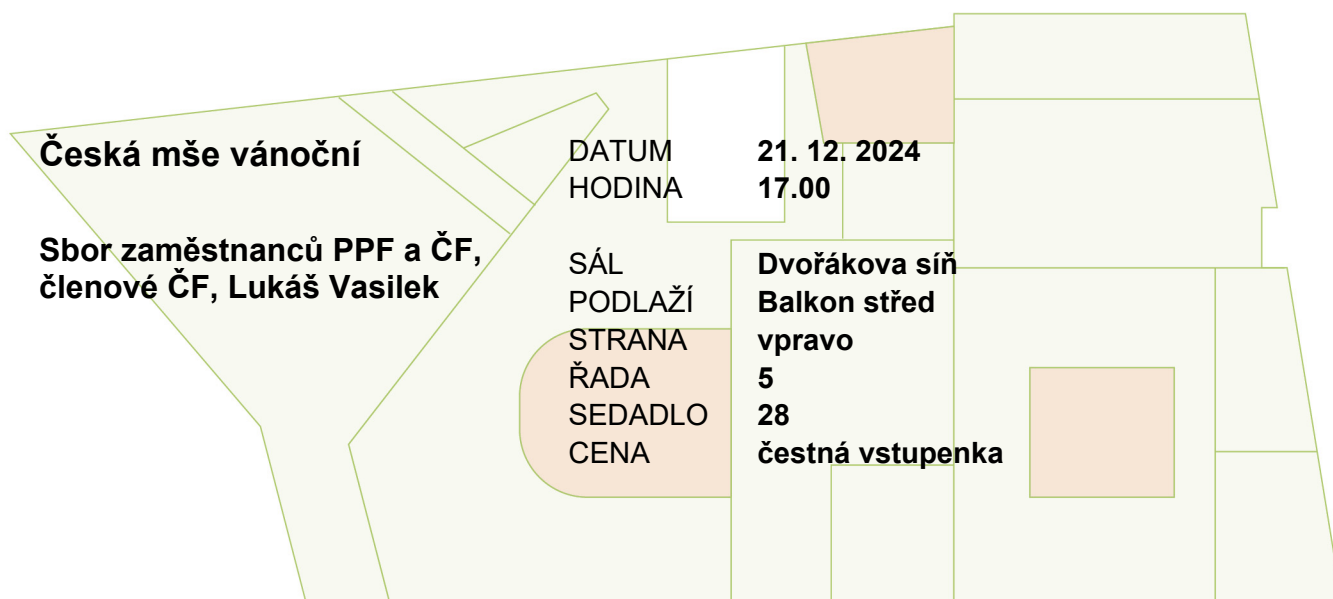 Česká mše vánoční
Sbor zaměstnanců PPF a ČF,
členové ČF, Lukáš Vasilek
DATUM 21. 12. 2024
HODINA 17.00
SÁL Dvořákova síň
PODLAŽÍ Balkon střed
STRANA vpravo
ŘADA 5
SEDADLO 28
CENA čestná vstupenka